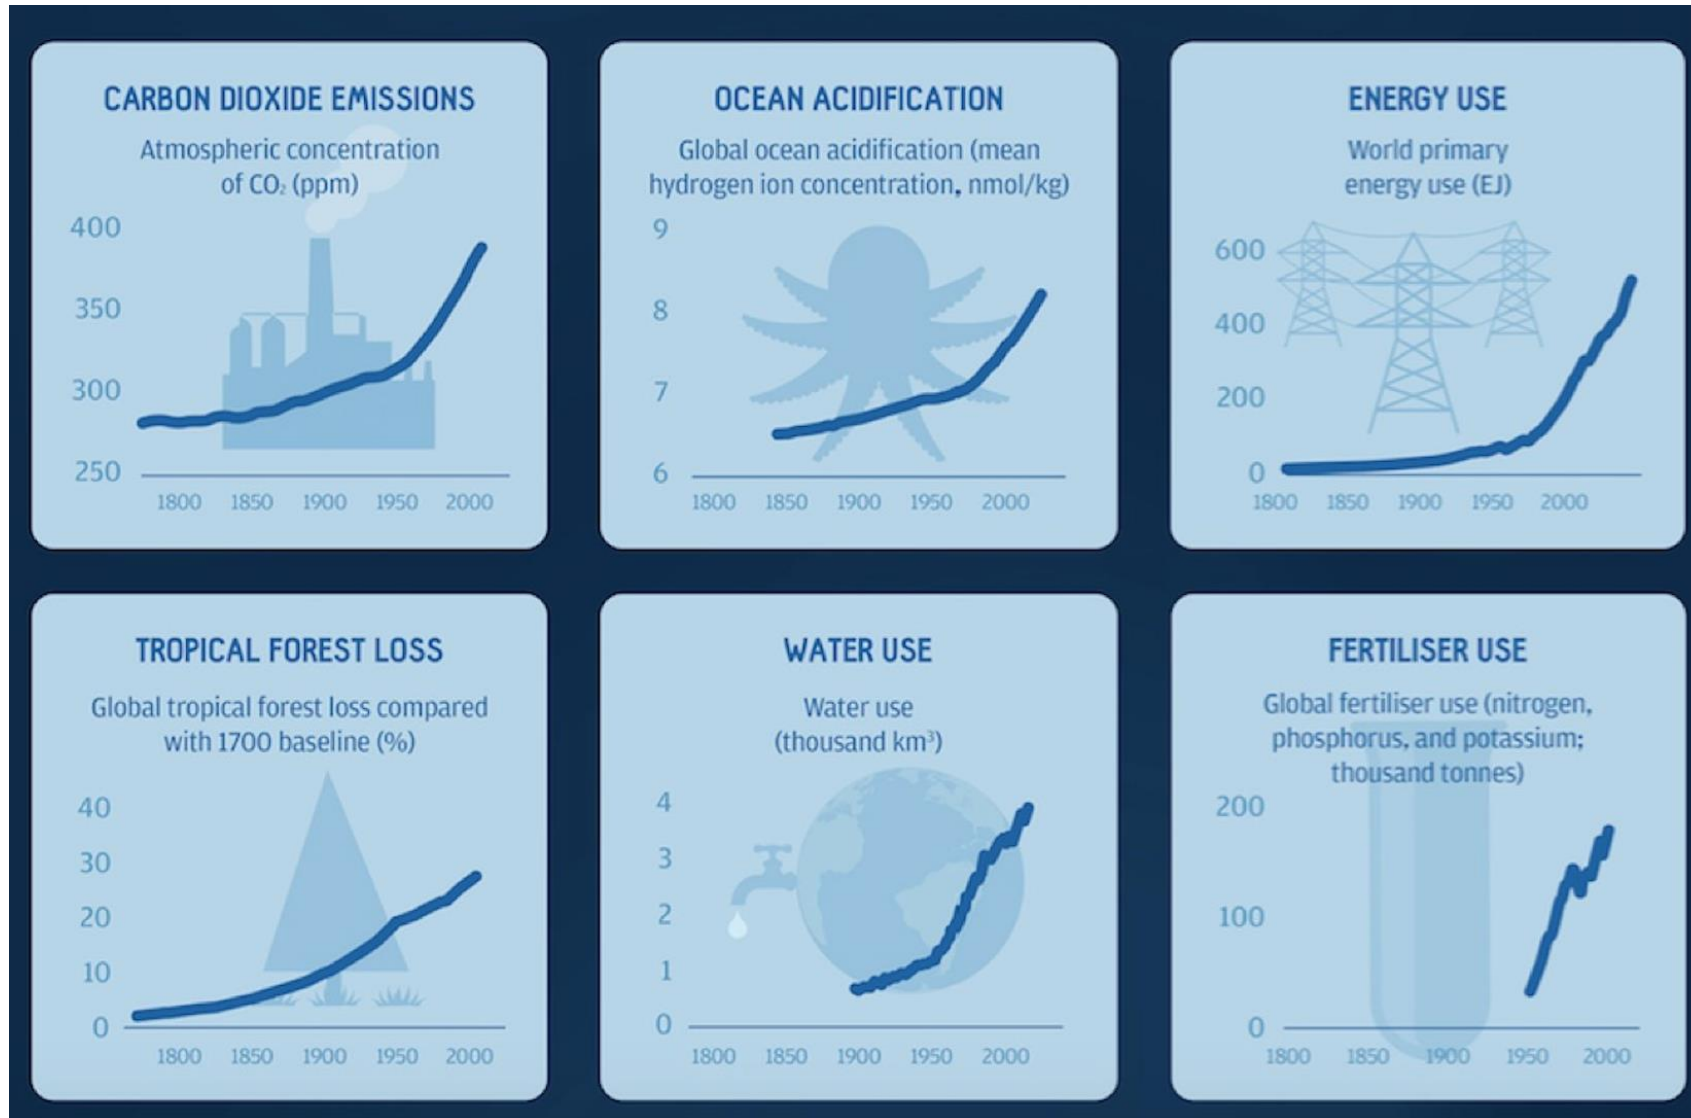 CARBON DIOXIDE EMISSIONS
Atmospheric concentration
of CO₂ (ppm)
400
350
300
250
1800 1850 1900 1950 2000
OCEAN ACIDIFICATION
Global ocean acidification (mean
hydrogen ion concentration, nmol/kg)
9
8
7
6
1800 1850 1900 1950 2000
ENERGY USE
World primary
energy use (EJ)
600
400
200
0
1800 1850 1900 1950 2000
TROPICAL FOREST LOSS
Global tropical forest loss compared
with 1700 baseline (%)
40
30
20
10
0
1800 1850 1900 1950 2000
WATER USE
Water use
(thousand km³)
4
3
2
1
0
1800 1850 1900 1950 2000
FERTILISER USE
Global fertiliser use (nitrogen,
phosphorus, and potassium;
thousand tonnes)
200
100
0
1800 1850 1900 1950 2000